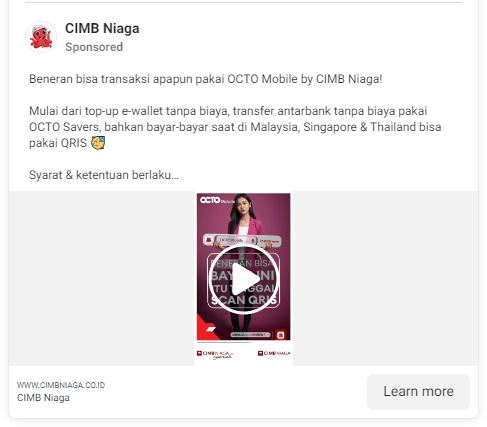 CIMB Niaga
Sponsored
Beneran bisa transaksi apapun pakai OCTO Mobile by CIMB Niaga!
Mulai dari top-up e-wallet tanpa biaya, transfer antarbank tanpa biaya pakai
OCTO Savers, bahkan bayar-bayar saat di Malaysia, Singapore & Thailand bisa
pakai QRIS
Syarat & ketentuan berlaku...
OCTO Mobile
BENERAN BISA
BAYAR INI
ITU TINGGAL
SCAN QRIS
CIMB NIAGA Syariah
CIMB NIAGA
WWW.CIMBNIAGA.CO.ID
CIMB Niaga
Learn more